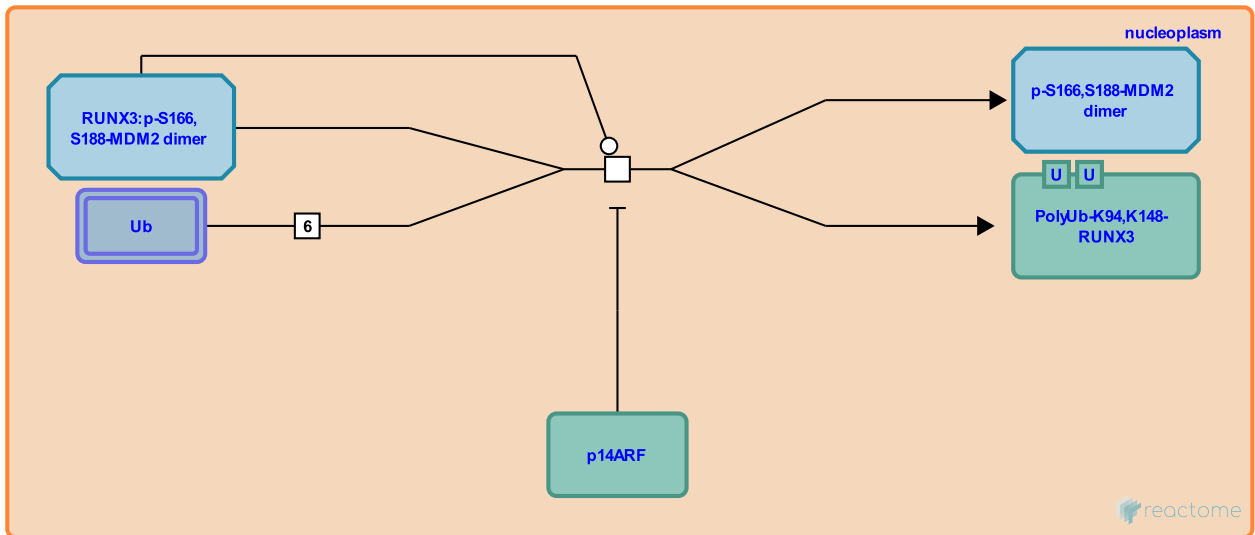 nucleoplasm
RUNX3:p-S166,
S188-MDM2 dimer
p-S166,S188-MDM2
dimer
U U
Ub
6
PolyUb-K94,K148-
RUNX3
p14ARF
reactome